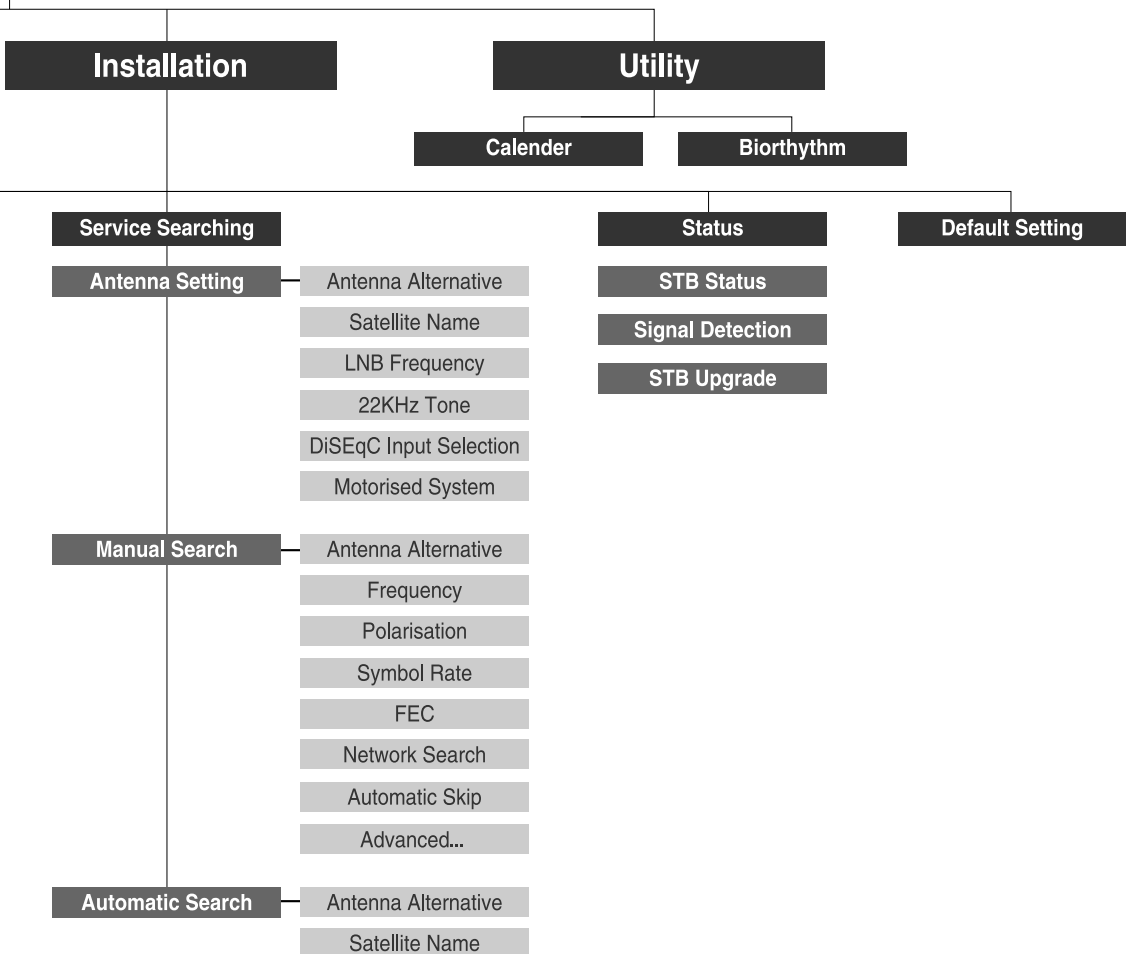 Installation
Utility
Calender
Biorthythm
Service Searching
Status
Default Setting
Antenna Setting
Antenna Alternative
Satellite Name
LNB Frequency
22KHz Tone
DiSEqC Input Selection
Motorised System
STB Status
Signal Detection
STB Upgrade
Manual Search
Antenna Alternative
Frequency
Polarisation
Symbol Rate
FEC
Network Search
Automatic Skip
Advanced...
Automatic Search
Antenna Alternative
Satellite Name